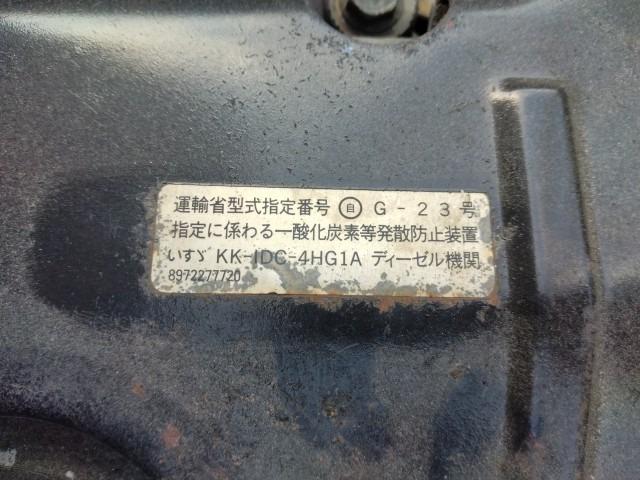 運輸省型式指定番号 自 G-23号
指定に係わる一酸化炭素等発散防止装置
いすゞ KK-IDC-4HG1A ディーゼル機関
8972277720